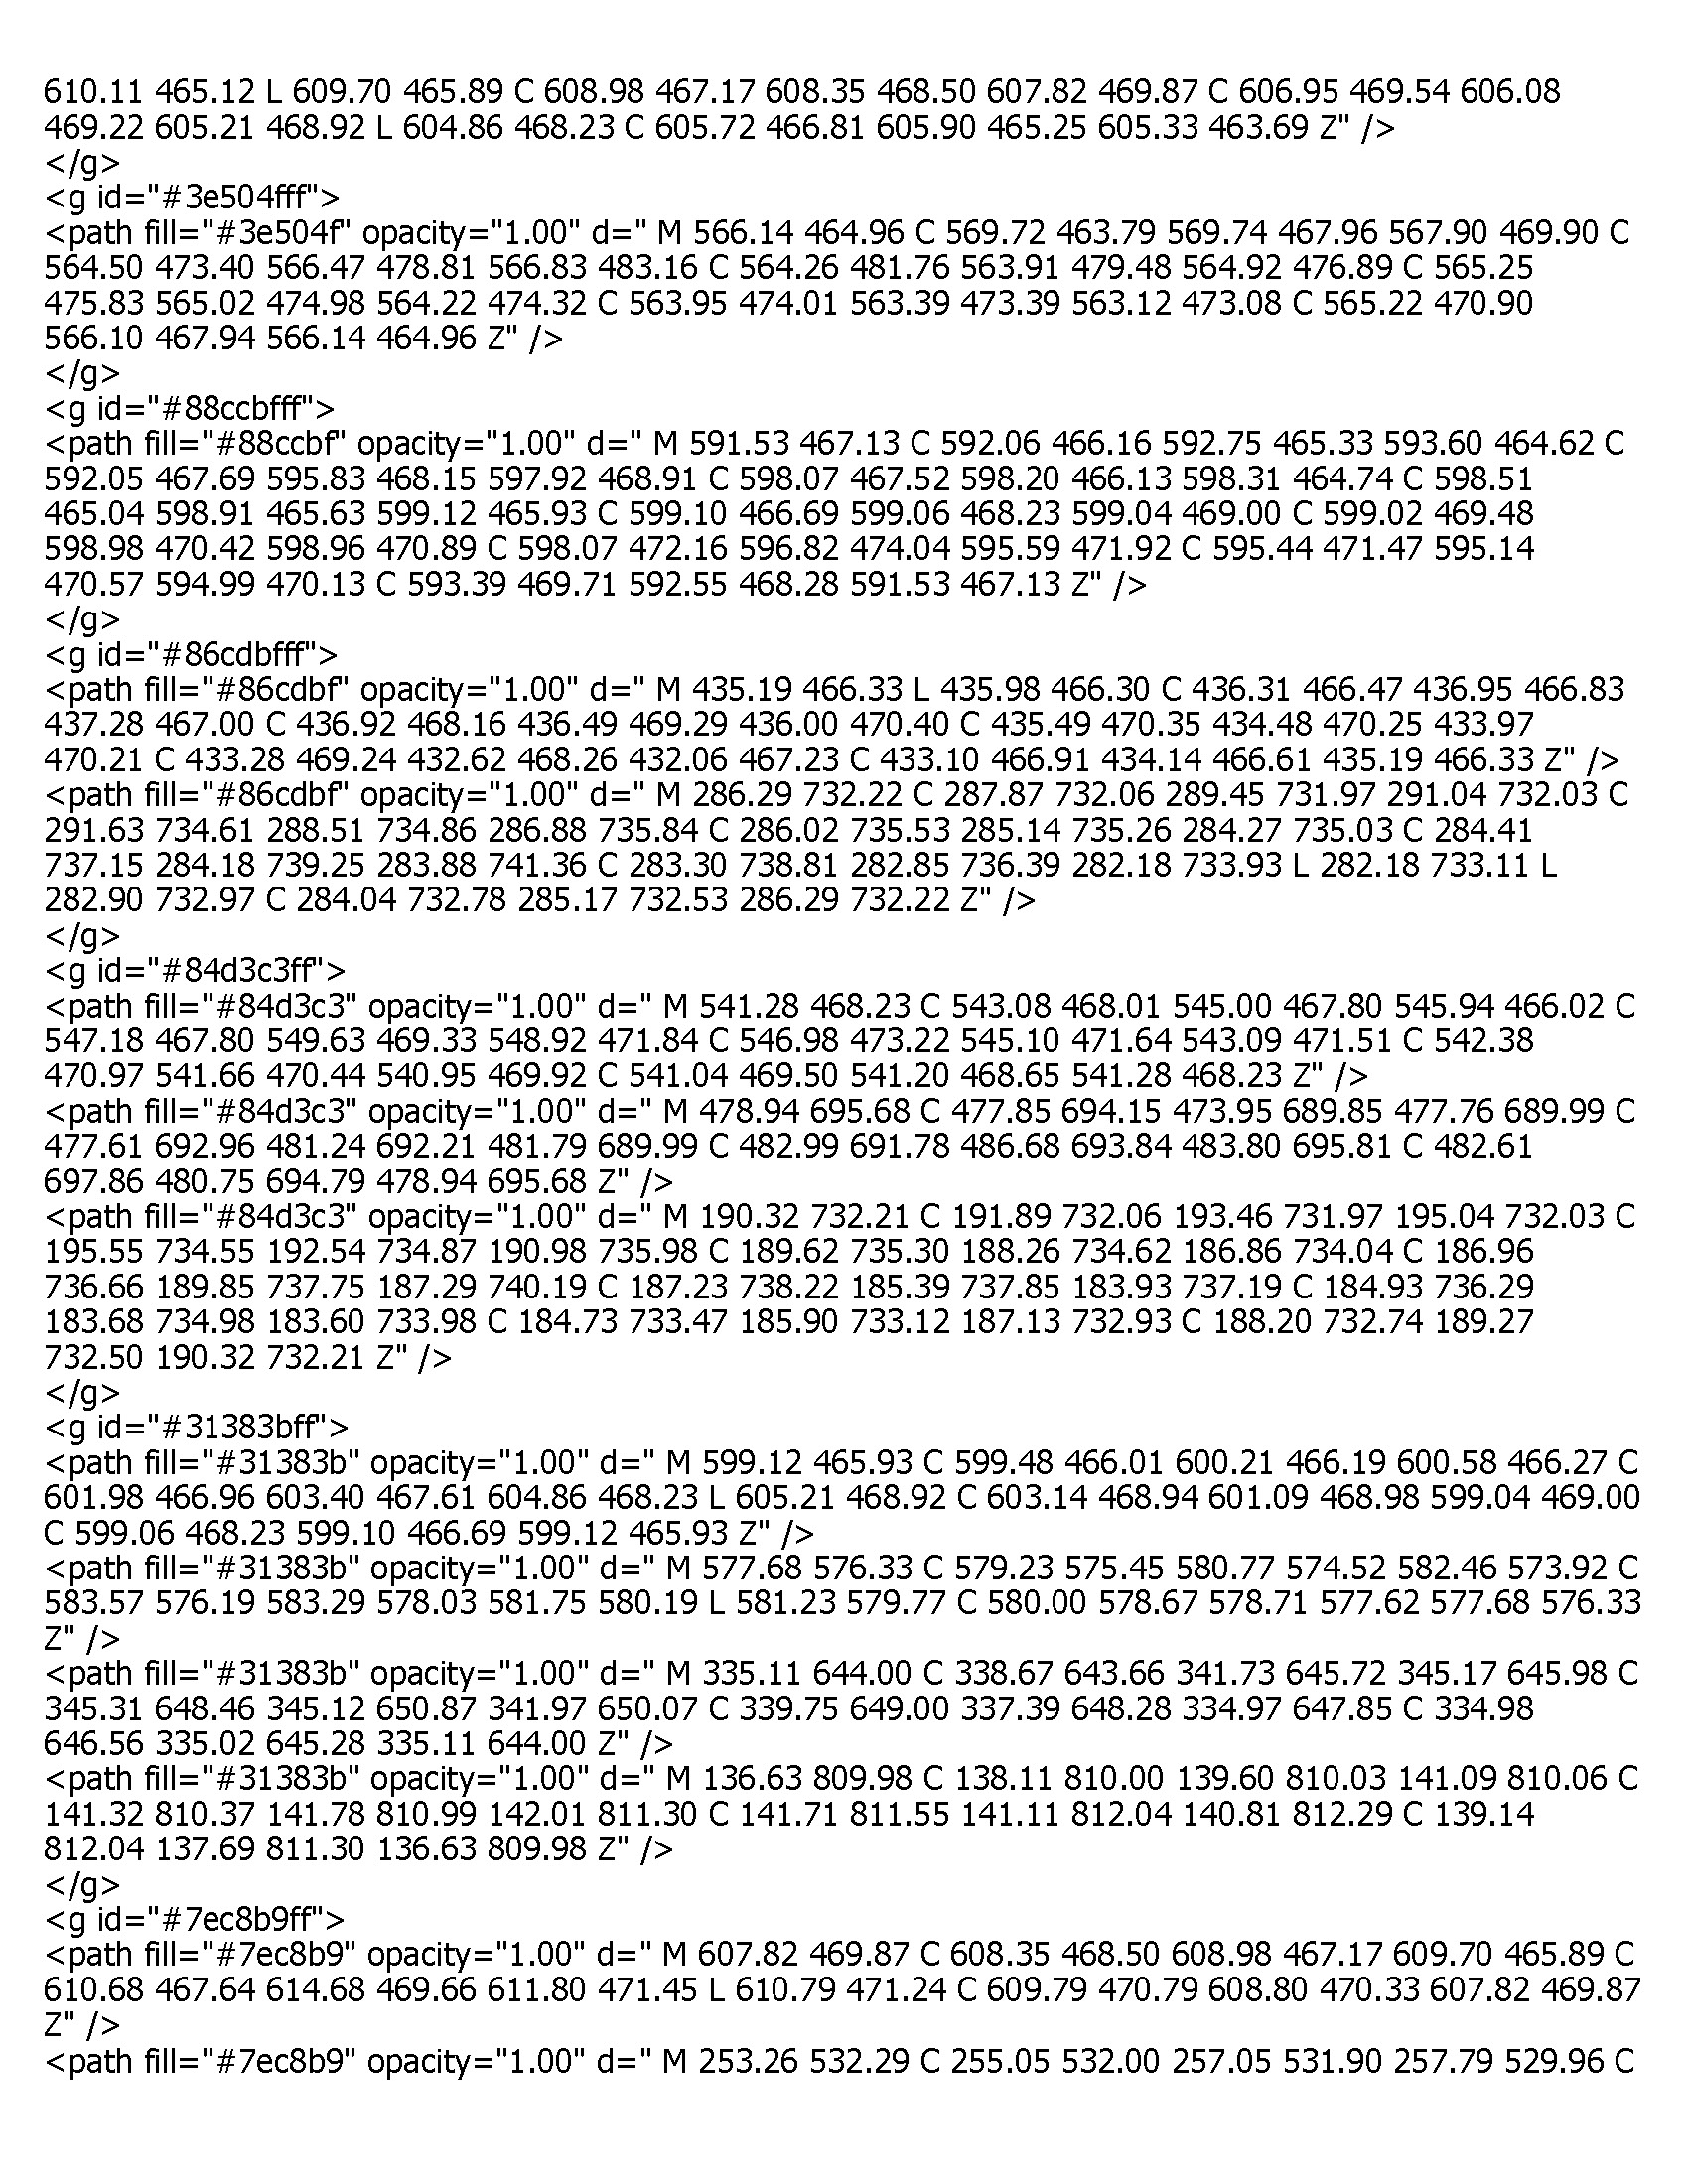 610.11 465.12 L 609.70 465.89 C 608.98 467.17 608.35 468.50 607.82 469.87 C 606.95 469.54 606.08
469.22 605.21 468.92 L 604.86 468.23 C 605.72 466.81 605.90 465.25 605.33 463.69 Z" />
</g>
<g id="#3e504fff">
<path fill="#3e504f" opacity="1.00" d=" M 566.14 464.96 C 569.72 463.79 569.74 467.96 567.90 469.90 C
564.50 473.40 566.47 478.81 566.83 483.16 C 564.26 481.76 563.91 479.48 564.92 476.89 C 565.25
475.83 565.02 474.98 564.22 474.32 C 563.95 474.01 563.39 473.39 563.12 473.08 C 565.22 470.90
566.10 467.94 566.14 464.96 Z" />
</g>
<g id="#88ccbfff">
<path fill="#88ccbf" opacity="1.00" d=" M 591.53 467.13 C 592.06 466.16 592.75 465.33 593.60 464.62 C
592.05 467.69 595.83 468.15 597.92 468.91 C 598.07 467.52 598.20 466.13 598.31 464.74 C 598.51
465.04 598.91 465.63 599.12 465.93 C 599.10 466.69 599.06 468.23 599.04 469.00 C 599.02 469.48
598.98 470.42 598.96 470.89 C 598.07 472.16 596.82 474.04 595.59 471.92 C 595.44 471.47 595.14
470.57 594.99 470.13 C 593.39 469.71 592.55 468.28 591.53 467.13 Z" />
</g>
<g id="#86cdbfff">
<path fill="#86cdbf" opacity="1.00" d=" M 435.19 466.33 L 435.98 466.30 C 436.31 466.47 436.95 466.83
437.28 467.00 C 436.92 468.16 436.49 469.29 436.00 470.40 C 435.49 470.35 434.48 470.25 433.97
470.21 C 433.28 469.24 432.62 468.26 432.06 467.23 C 433.10 466.91 434.14 466.61 435.19 466.33 Z" />
<path fill="#86cdbf" opacity="1.00" d=" M 286.29 732.22 C 287.87 732.06 289.45 731.97 291.04 732.03 C
291.63 734.61 288.51 734.86 286.88 735.84 C 286.02 735.53 285.14 735.26 284.27 735.03 C 284.41
737.15 284.18 739.25 283.88 741.36 C 283.30 738.81 282.85 736.39 282.18 733.93 L 282.18 733.11 L
282.90 732.97 C 284.04 732.78 285.17 732.53 286.29 732.22 Z" />
</g>
<g id="#84d3c3ff">
<path fill="#84d3c3" opacity="1.00" d=" M 541.28 468.23 C 543.08 468.01 545.00 467.80 545.94 466.02 C
547.18 467.80 549.63 469.33 548.92 471.84 C 546.98 473.22 545.10 471.64 543.09 471.51 C 542.38
470.97 541.66 470.44 540.95 469.92 C 541.04 469.50 541.20 468.65 541.28 468.23 Z" />
<path fill="#84d3c3" opacity="1.00" d=" M 478.94 695.68 C 477.85 694.15 473.95 689.85 477.76 689.99 C
477.61 692.96 481.24 692.21 481.79 689.99 C 482.99 691.78 486.68 693.84 483.80 695.81 C 482.61
697.86 480.75 694.79 478.94 695.68 Z" />
<path fill="#84d3c3" opacity="1.00" d=" M 190.32 732.21 C 191.89 732.06 193.46 731.97 195.04 732.03 C
195.55 734.55 192.54 734.87 190.98 735.98 C 189.62 735.30 188.26 734.62 186.86 734.04 C 186.96
736.66 189.85 737.75 187.29 740.19 C 187.23 738.22 185.39 737.85 183.93 737.19 C 184.93 736.29
183.68 734.98 183.60 733.98 C 184.73 733.47 185.90 733.12 187.13 732.93 C 188.20 732.74 189.27
732.50 190.32 732.21 Z" />
</g>
<g id="#31383bff">
<path fill="#31383b" opacity="1.00" d=" M 599.12 465.93 C 599.48 466.01 600.21 466.19 600.58 466.27 C
601.98 466.96 603.40 467.61 604.86 468.23 L 605.21 468.92 C 603.14 468.94 601.09 468.98 599.04 469.00
C 599.06 468.23 599.10 466.69 599.12 465.93 Z" />
<path fill="#31383b" opacity="1.00" d=" M 577.68 576.33 C 579.23 575.45 580.77 574.52 582.46 573.92 C
583.57 576.19 583.29 578.03 581.75 580.19 L 581.23 579.77 C 580.00 578.67 578.71 577.62 577.68 576.33
Z" />
<path fill="#31383b" opacity="1.00" d=" M 335.11 644.00 C 338.67 643.66 341.73 645.72 345.17 645.98 C
345.31 648.46 345.12 650.87 341.97 650.07 C 339.75 649.00 337.39 648.28 334.97 647.85 C 334.98
646.56 335.02 645.28 335.11 644.00 Z" />
<path fill="#31383b" opacity="1.00" d=" M 136.63 809.98 C 138.11 810.00 139.60 810.03 141.09 810.06 C
141.32 810.37 141.78 810.99 142.01 811.30 C 141.71 811.55 141.11 812.04 140.81 812.29 C 139.14
812.04 137.69 811.30 136.63 809.98 Z" />
</g>
<g id="#7ec8b9ff">
<path fill="#7ec8b9" opacity="1.00" d=" M 607.82 469.87 C 608.35 468.50 608.98 467.17 609.70 465.89 C
610.68 467.64 614.68 469.66 611.80 471.45 L 610.79 471.24 C 609.79 470.79 608.80 470.33 607.82 469.87
Z" />
<path fill="#7ec8b9" opacity="1.00" d=" M 253.26 532.29 C 255.05 532.00 257.05 531.90 257.79 529.96 C